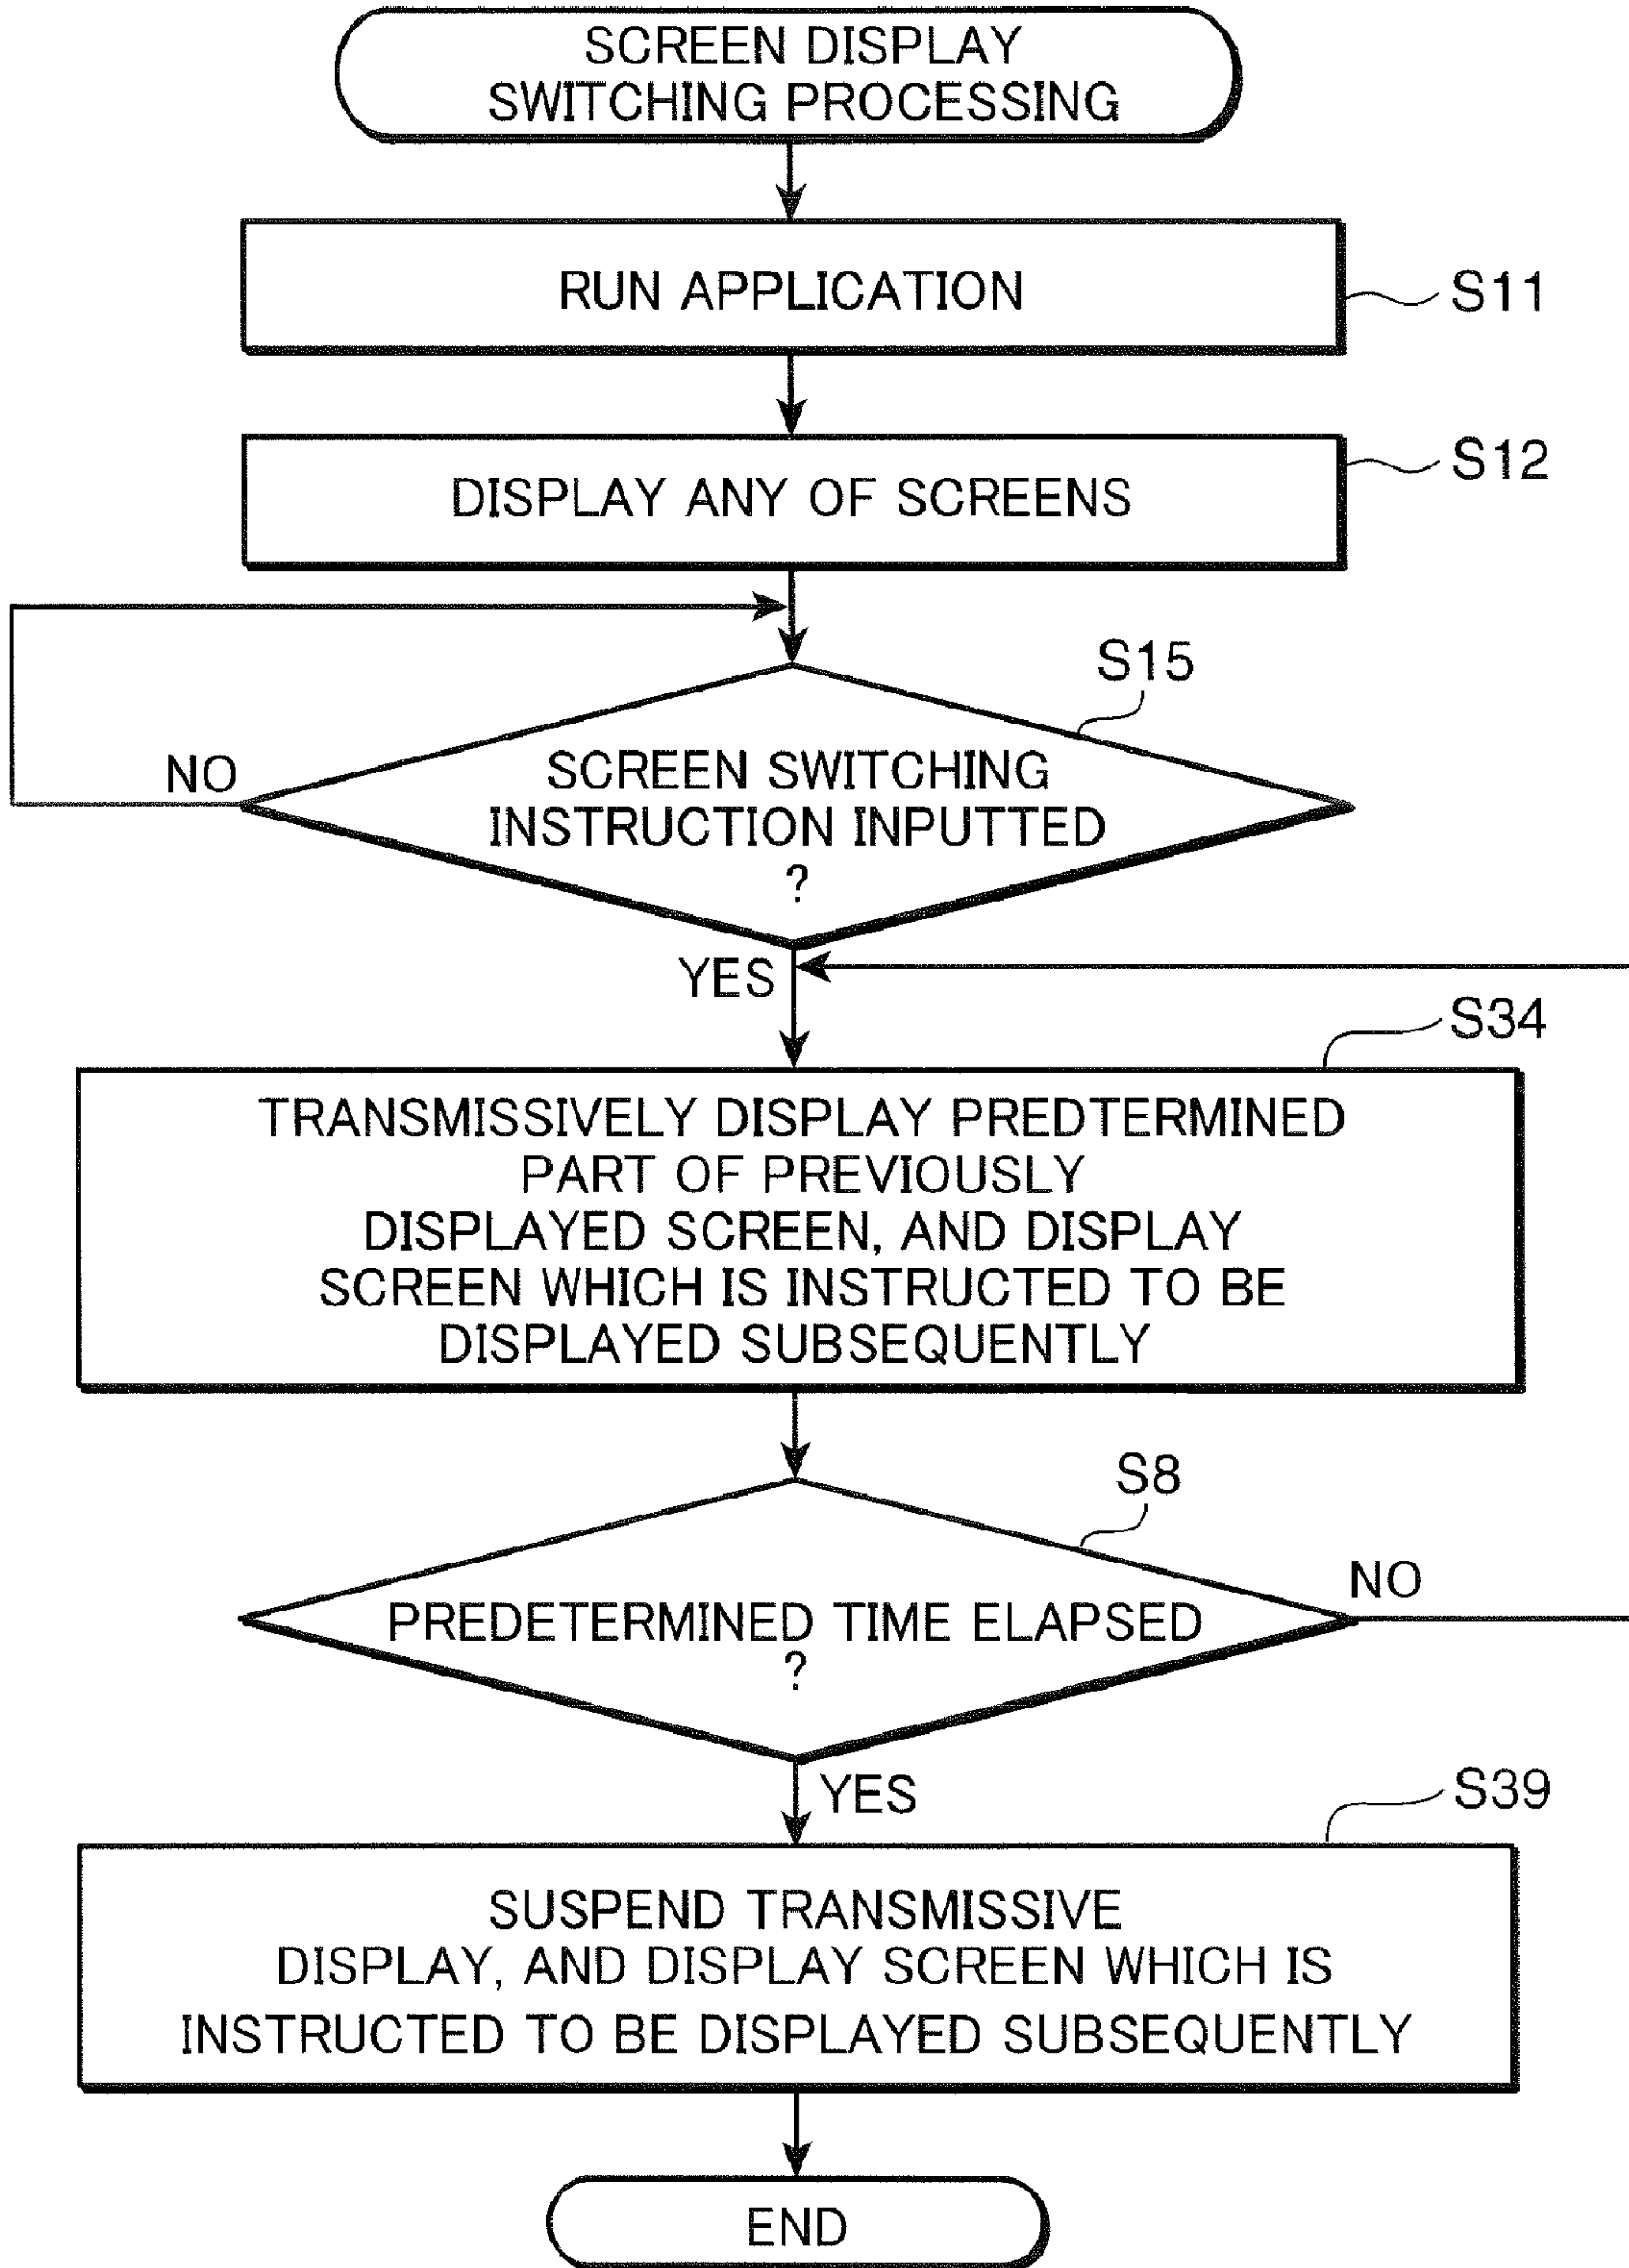 SCREEN DISPLAY
SWITCHING PROCESSING
RUN APPLICATION
S11
DISPLAY ANY OF SCREENS
S12
S15
NO
SCREEN SWITCHING
INSTRUCTION INPUTTED
?
YES
S34
TRANSMISSIVELY DISPLAY PREDTERMINED
PART OF PREVIOUSLY
DISPLAYED SCREEN, AND DISPLAY
SCREEN WHICH IS INSTRUCTED TO BE
DISPLAYED SUBSEQUENTLY
S8
NO
PREDETERMINED TIME ELAPSED
?
YES
S39
SUSPEND TRANSMISSIVE
DISPLAY, AND DISPLAY SCREEN WHICH IS
INSTRUCTED TO BE DISPLAYED SUBSEQUENTLY
END